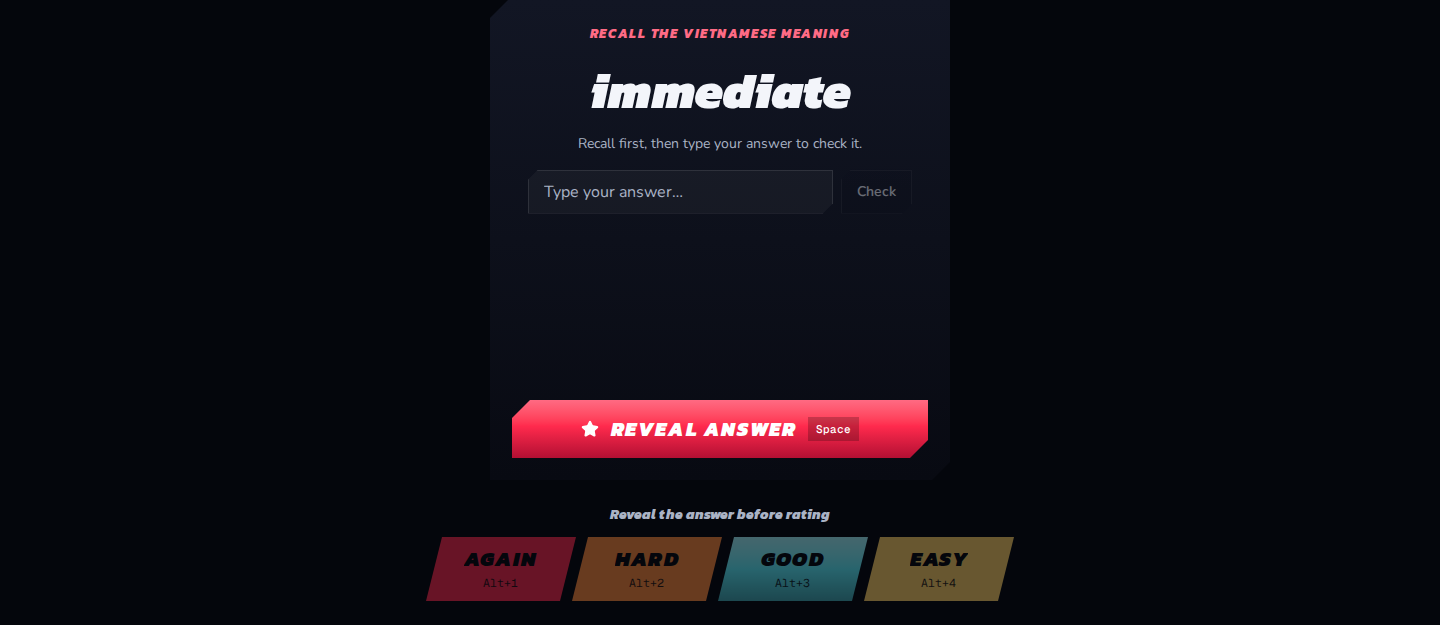 RECALL THE VIETNAMESE MEANING
immediate
Recall first, then type your answer to check it.
Type your answer... Check
REVEAL ANSWER Space
Reveal the answer before rating
AGAIN HARD GOOD EASY
Alt+1 Alt+2 Alt+3 Alt+4